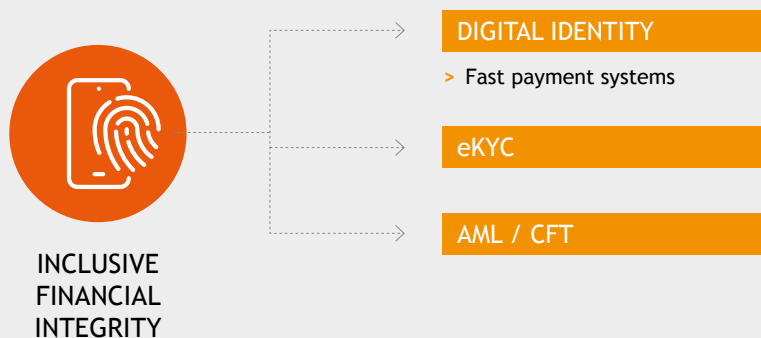 DIGITAL IDENTITY
> Fast payment systems
eKYC
AML / CFT
INCLUSIVE
FINANCIAL
INTEGRITY